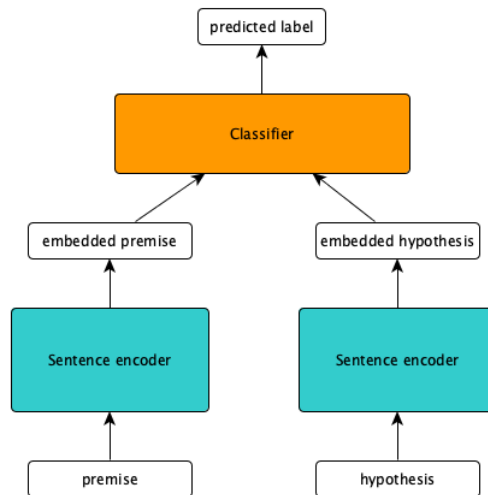 predicted label
Classifier
embedded premise
embedded hypothesis
Sentence encoder
Sentence encoder
premise
hypothesis